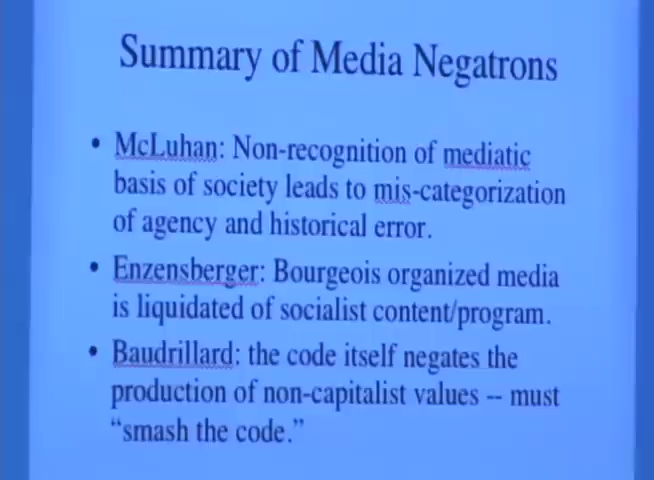 Summary of Media Negatrons
• McLuhan: Non-recognition of mediatic
basis of society leads to mis-categorization
of agency and historical error.
• Enzensberger: Bourgeois organized media
is liquidated of socialist content/program.
• Baudrillard: the code itself negates the
production of non-capitalist values -- must
“smash the code.”